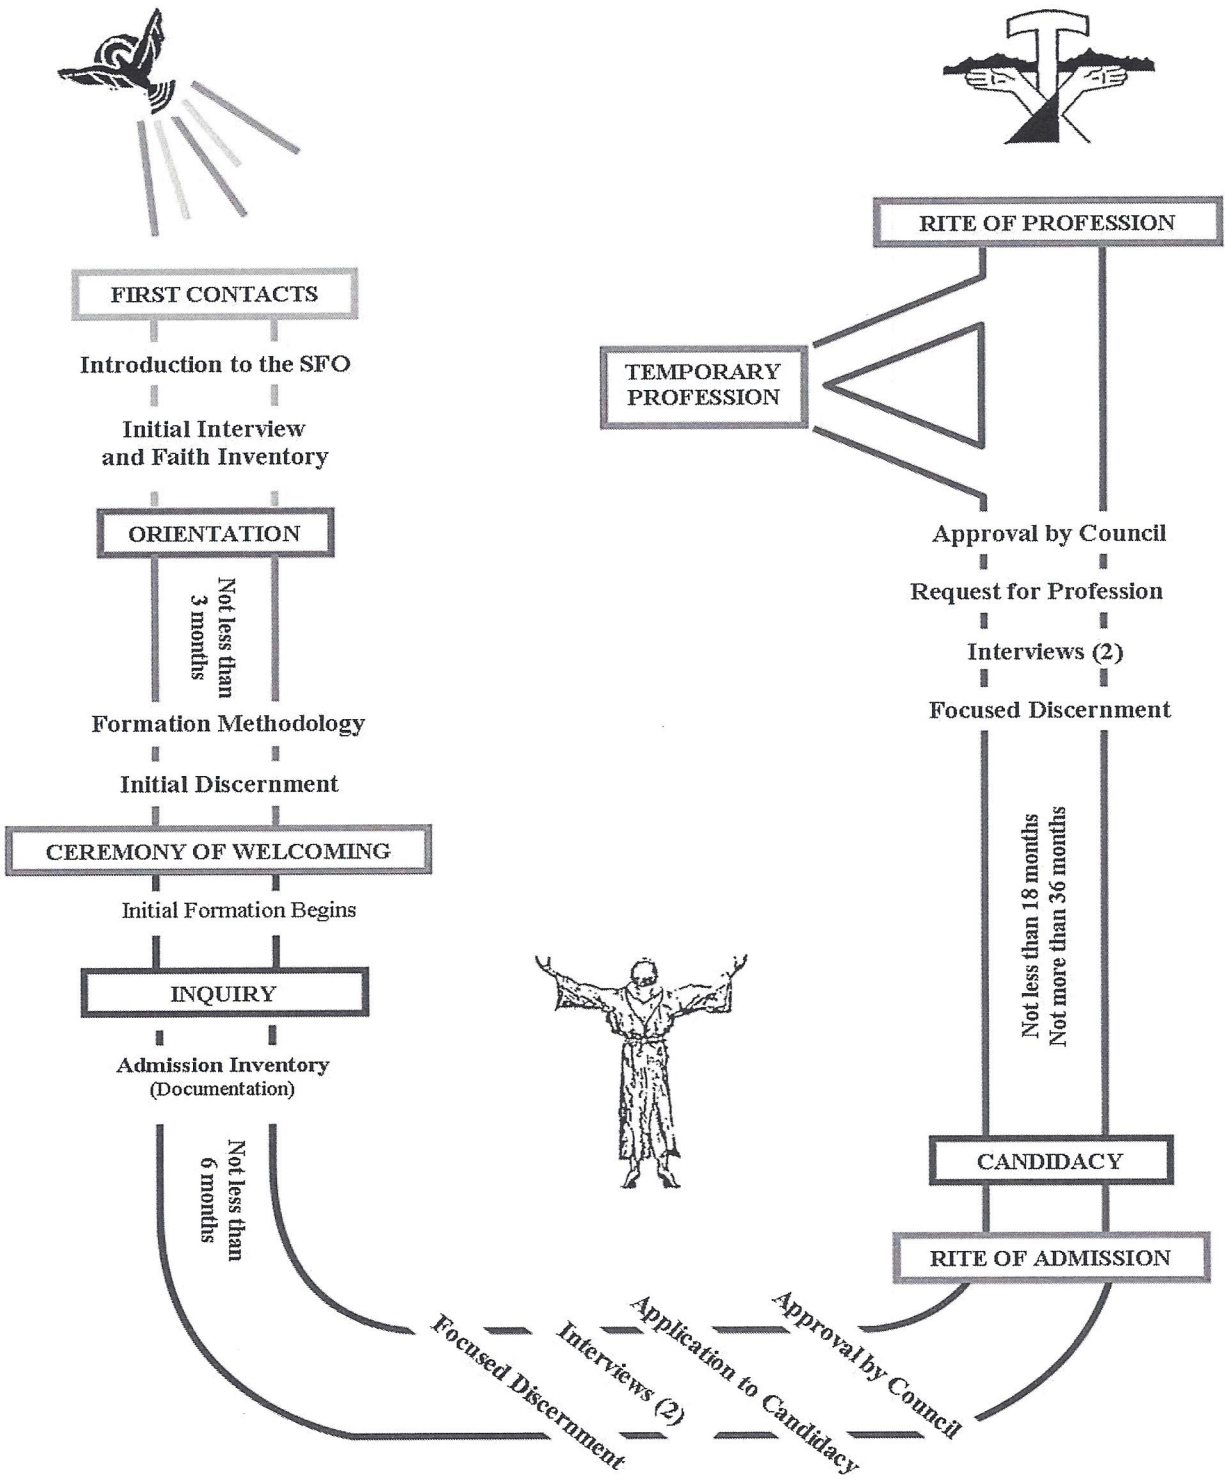 FIRST CONTACTS
Introduction to the SFO
Initial Interview
and Faith Inventory
ORIENTATION
Not less than
3 months
Formation Methodology
Initial Discernment
CEREMONY OF WELCOMING
Initial Formation Begins
INQUIRY
Admission Inventory
(Documentation)
Not less than
6 months
Focused Discernment
Interviews (2)
Application to Candidacy
Approval by Council
RITE OF ADMISSION
CANDIDACY
Not less than 18 months
Not more than 36 months
Focused Discernment
Interviews (2)
Request for Profession
Approval by Council
TEMPORARY
PROFESSION
RITE OF PROFESSION